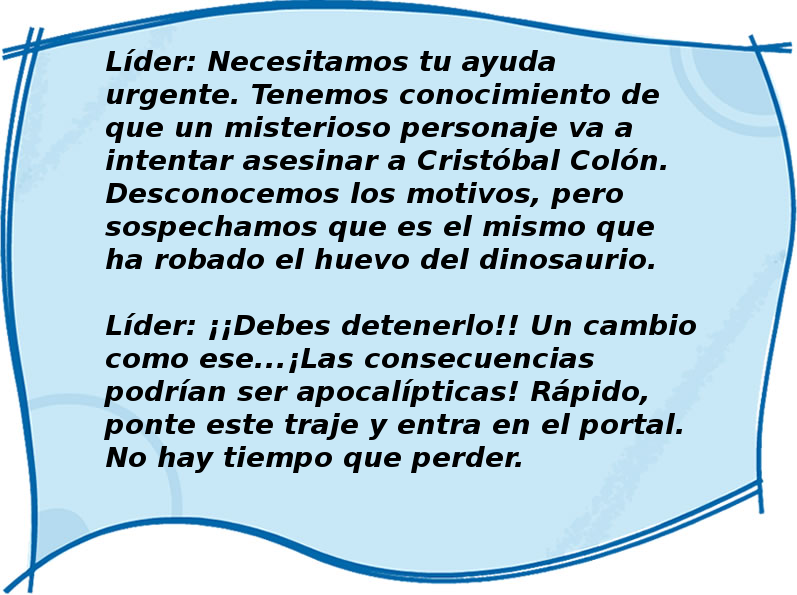 Líder: Necesitamos tu ayuda
urgente. Tenemos conocimiento de
que un misterioso personaje va a
intentar asesinar a Cristóbal Colón.
Desconocemos los motivos, pero
sospechamos que es el mismo que
ha robado el huevo del dinosaurio.
Líder: ¡¡Debes detenerlo!! Un cambio
como ese...¡Las consecuencias
podrían ser apocalípticas! Rápido,
ponte este traje y entra en el portal.
No hay tiempo que perder.